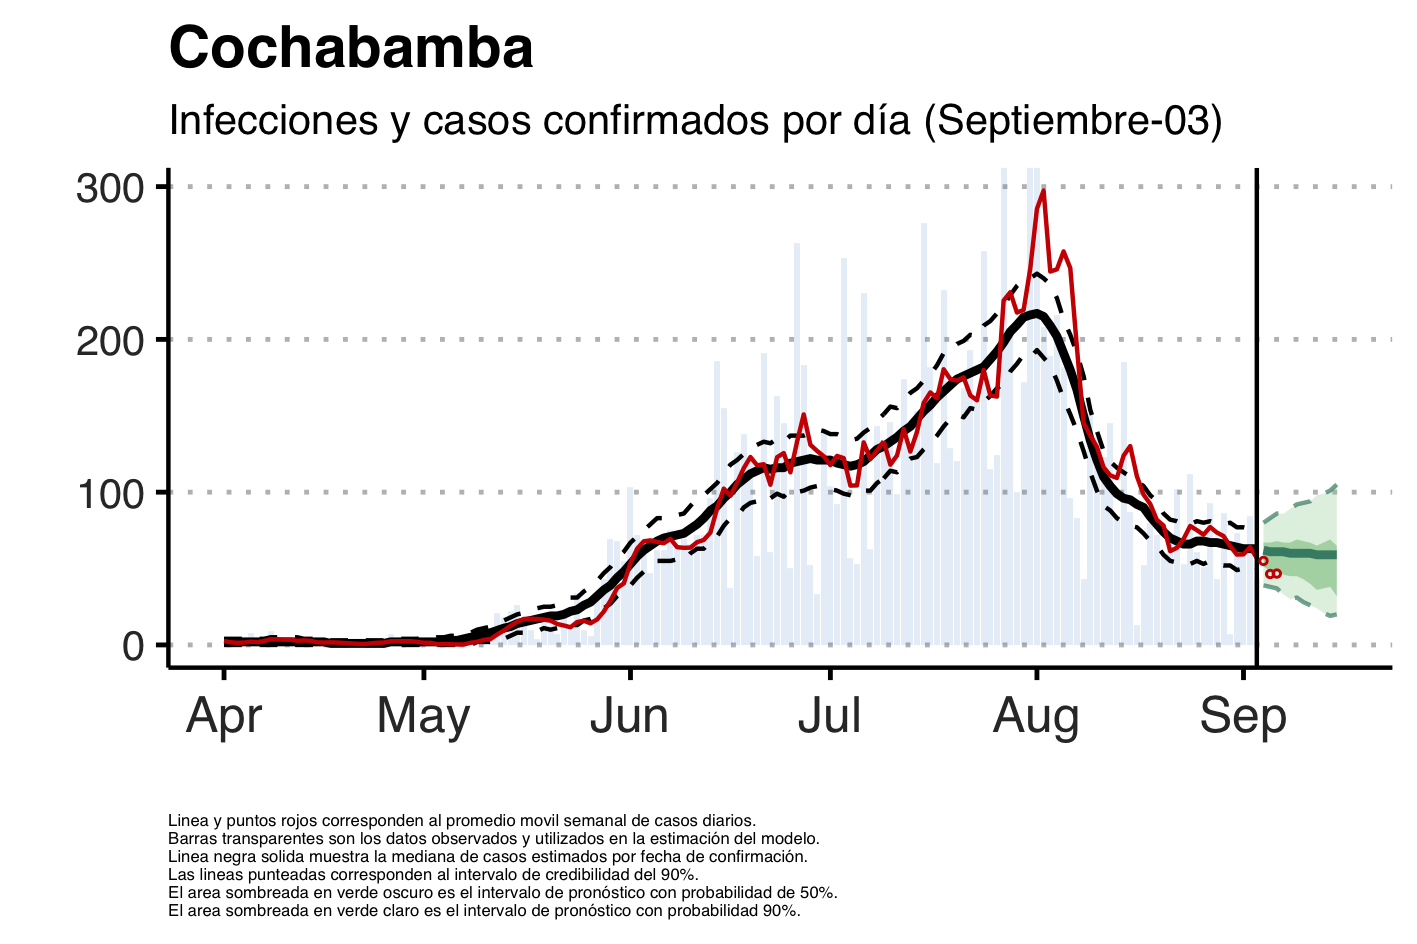 Cochabamba
Infecciones y casos confirmados por día (Septiembre-03)
300
200
100
0
Apr May Jun Jul Aug Sep
Linea y puntos rojos corresponden al promedio movil semanal de casos diarios.
Barras transparentes son los datos observados y utilizados en la estimación del modelo.
Linea negra solida muestra la mediana de casos estimados por fecha de confirmación.
Las lineas punteadas corresponden al intervalo de credibilidad del 90%.
El area sombreada en verde oscuro es el intervalo de pronóstico con probabilidad de 50%.
El area sombreada en verde claro es el intervalo de pronóstico con probabilidad 90%.